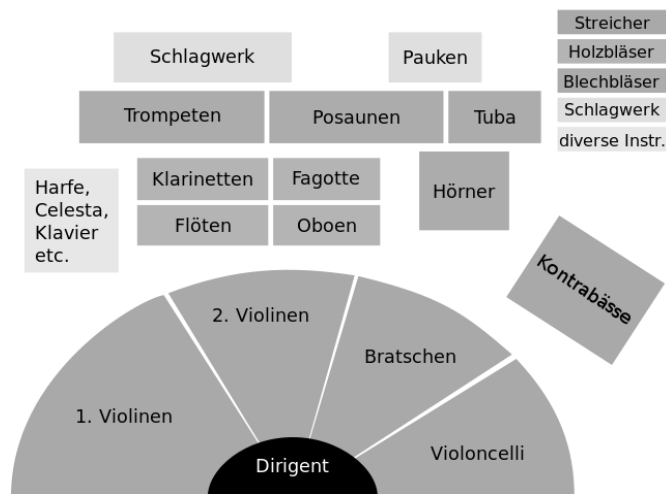 Streicher
Holzbläser
Blechbläser
Schlagwerk
diverse Instr.
Schlagwerk
Pauken
Trompeten
Posaunen
Tuba
Klarinetten
Fagotte
Hörner
Flöten
Oboen
Harfe,
Celesta,
Klavier
etc.
Kontrabässe
2. Violinen
Bratschen
1. Violinen
Violoncelli
Dirigent